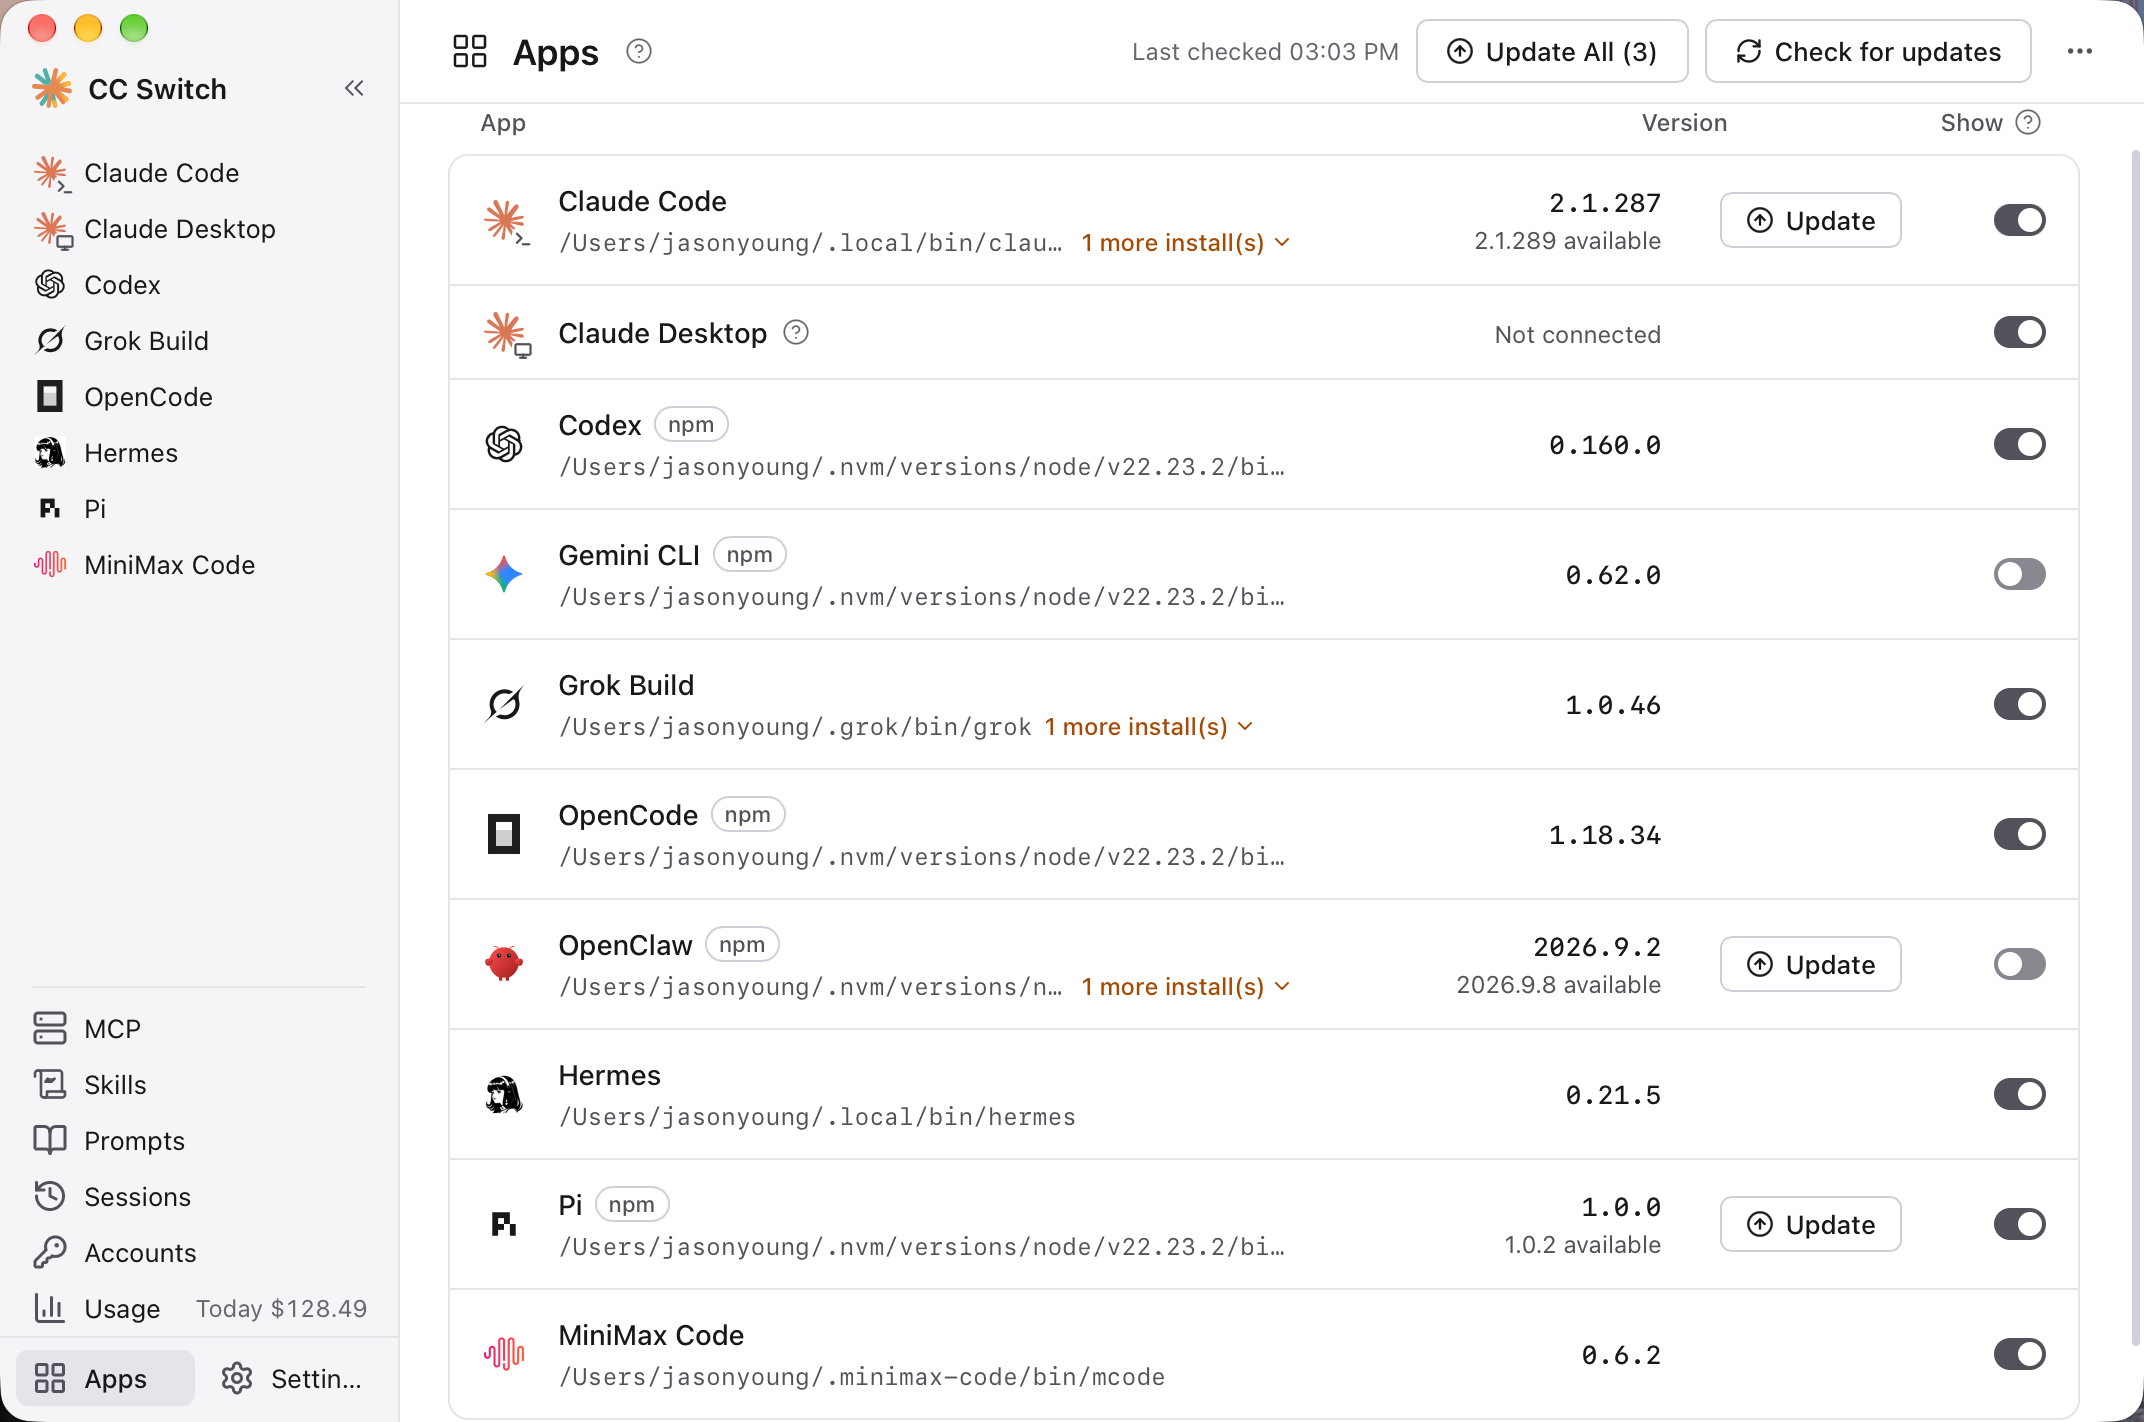 CC Switch
Claude Code
Claude Desktop
Codex
Grok Build
OpenCode
Hermes
Pi
MiniMax Code
MCP
Skills
Prompts
Sessions
Accounts
Usage Today $128.49
Apps Settin...
Apps
Last checked 03:03 PM
Update All (3)
Check for updates
App Version Show
Claude Code
/Users/jasonyoung/.local/bin/clau… 1 more install(s)
2.1.287
2.1.289 available
Update
Claude Desktop
Not connected
Codex npm
/Users/jasonyoung/.nvm/versions/node/v22.23.2/bi…
0.160.0
Gemini CLI npm
/Users/jasonyoung/.nvm/versions/node/v22.23.2/bi…
0.62.0
Grok Build
/Users/jasonyoung/.grok/bin/grok 1 more install(s)
1.0.46
OpenCode npm
/Users/jasonyoung/.nvm/versions/node/v22.23.2/bi…
1.18.34
OpenClaw npm
/Users/jasonyoung/.nvm/versions/n… 1 more install(s)
2026.9.2
2026.9.8 available
Update
Hermes
/Users/jasonyoung/.local/bin/hermes
0.21.5
Pi npm
/Users/jasonyoung/.nvm/versions/node/v22.23.2/bi…
1.0.0
1.0.2 available
Update
MiniMax Code
/Users/jasonyoung/.minimax-code/bin/mcode
0.6.2